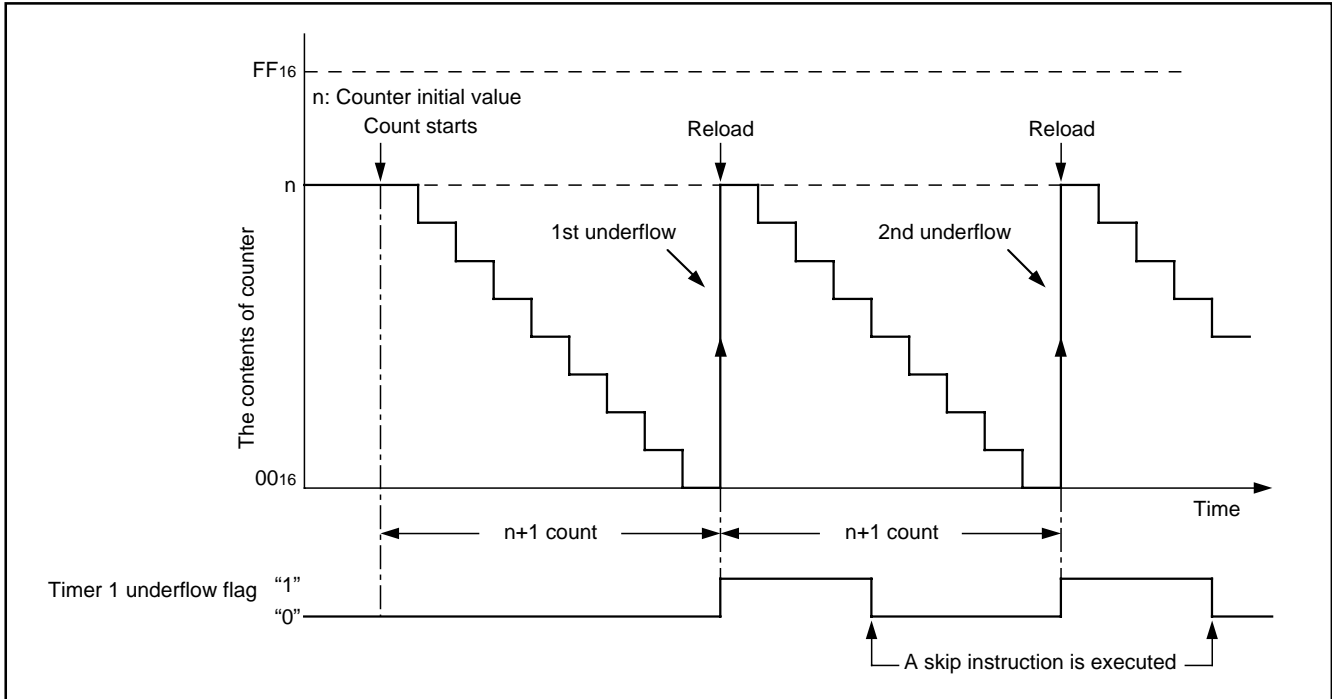 FF16
n: Counter initial value
Count starts
Reload
Reload
n
1st underflow
2nd underflow
The contents of counter
0016
Time
n+1 count
n+1 count
Timer 1 underflow flag
“1”
“0”
A skip instruction is executed